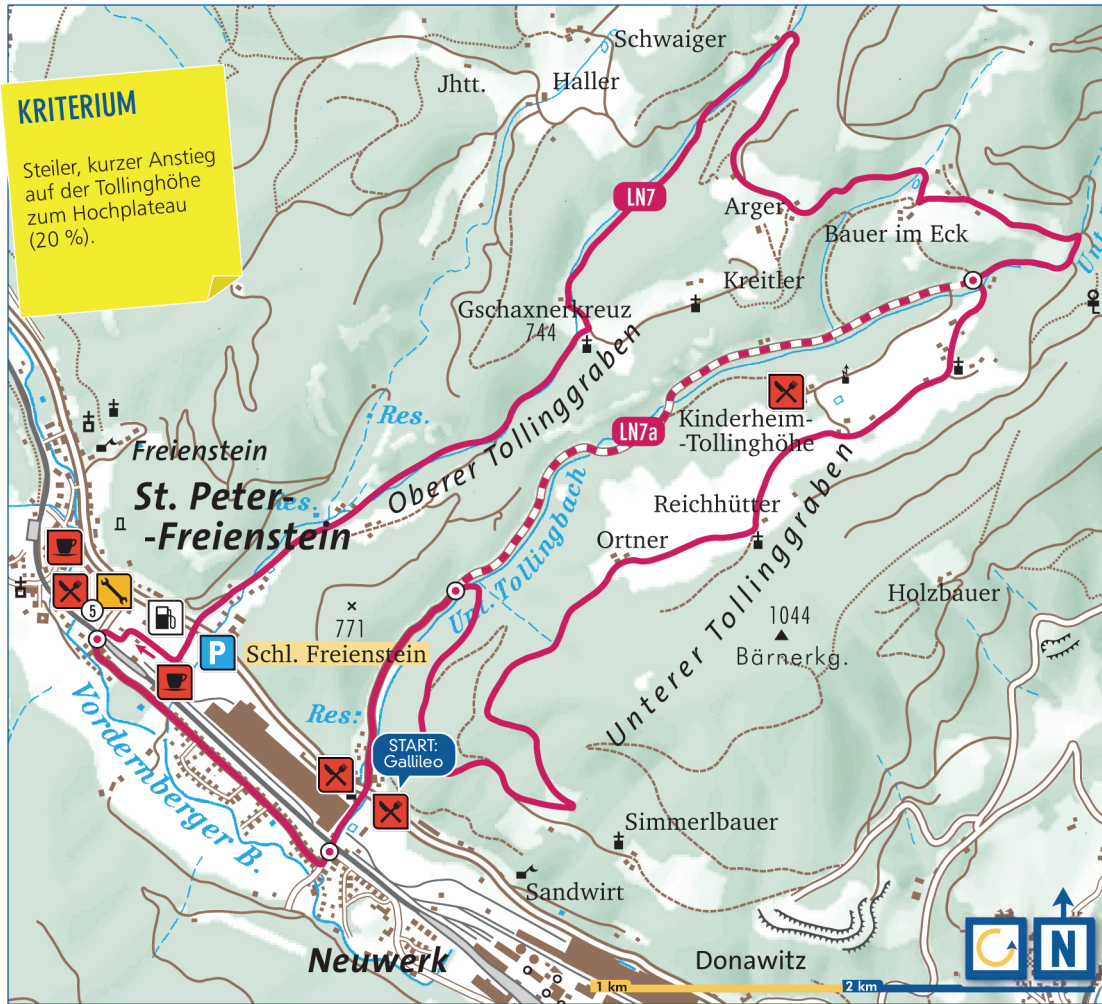 KRITERIUM
Steiler, kurzer Anstieg
auf der Tollinghöhe
zum Hochplateau
(20 %).
Schwaiger
Jhtt.
Haller
LN7
Arger
Bauer im Eck
Unt
Kreitler
Gschaxnerkreuz
744
Res.
LN7a
Kinderheim-
-Tollinghöhe
Oberer Tollinggraben
Freienstein
St. Peter-
-Freienstein
Res.
Reichhütter
Ortner
Unt. Tollingbach
Unterer Tollinggraben
Holzbauer
5
771
1044
Bärnerkg.
P
Schl. Freienstein
Vordernberger B.
Res.
START:
Gallileo
Simmerlbauer
Sandwirt
Neuwerk
Donawitz
N
1 km
2 km